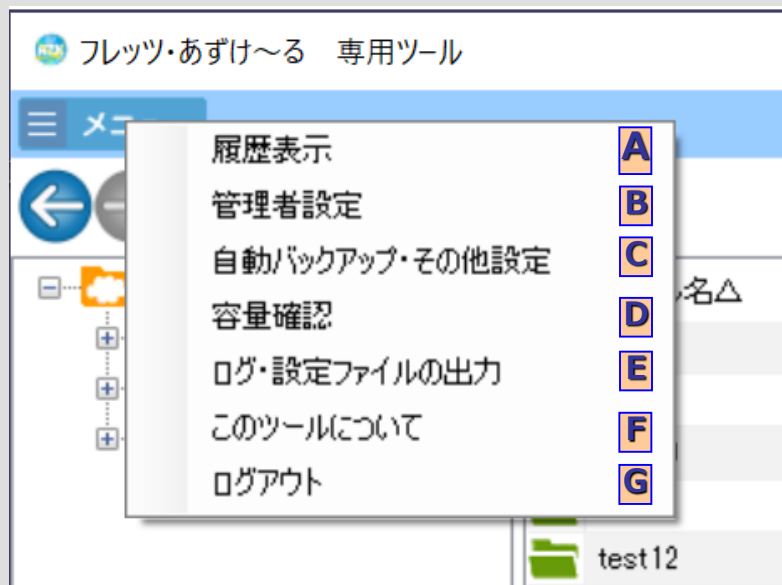 フレッツ・あずけ～る　専用ツール
履歴表示 A
管理者設定 B
自動バックアップ・その他設定 C
容量確認 D
ログ・設定ファイルの出力 E
このツールについて F
ログアウト G
名△
test12